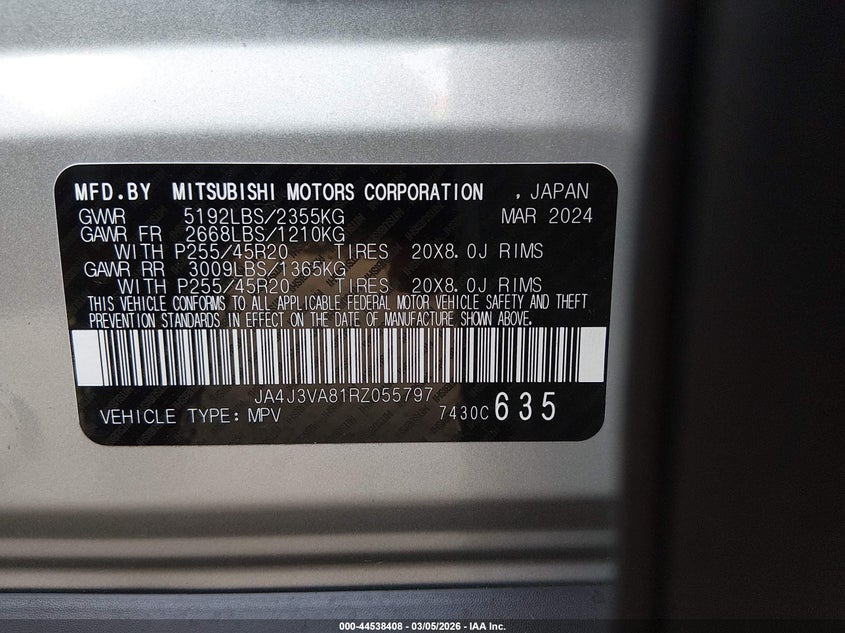 MFD.BY MITSUBISHI MOTORS CORPORATION , JAPAN
GVWR 5192LBS/2355KG MAR 2024
GAWR FR 2668LBS/1210KG
WITH P255/45R20 TIRES 20X8.0J RIMS
GAWR RR 3009LBS/1365KG
WITH P255/45R20 TIRES 20X8.0J RIMS
THIS VEHICLE CONFORMS TO ALL APPLICABLE FEDERAL MOTOR VEHICLE SAFETY AND THEFT
PREVENTION STANDARDS IN EFFECT ON THE DATE OF MANUFACTURE SHOWN ABOVE.
JA4J3VA81RZ055797
VEHICLE TYPE: MPV 7430C 635
000-44538408 - 03/05/2026 - IAA Inc.